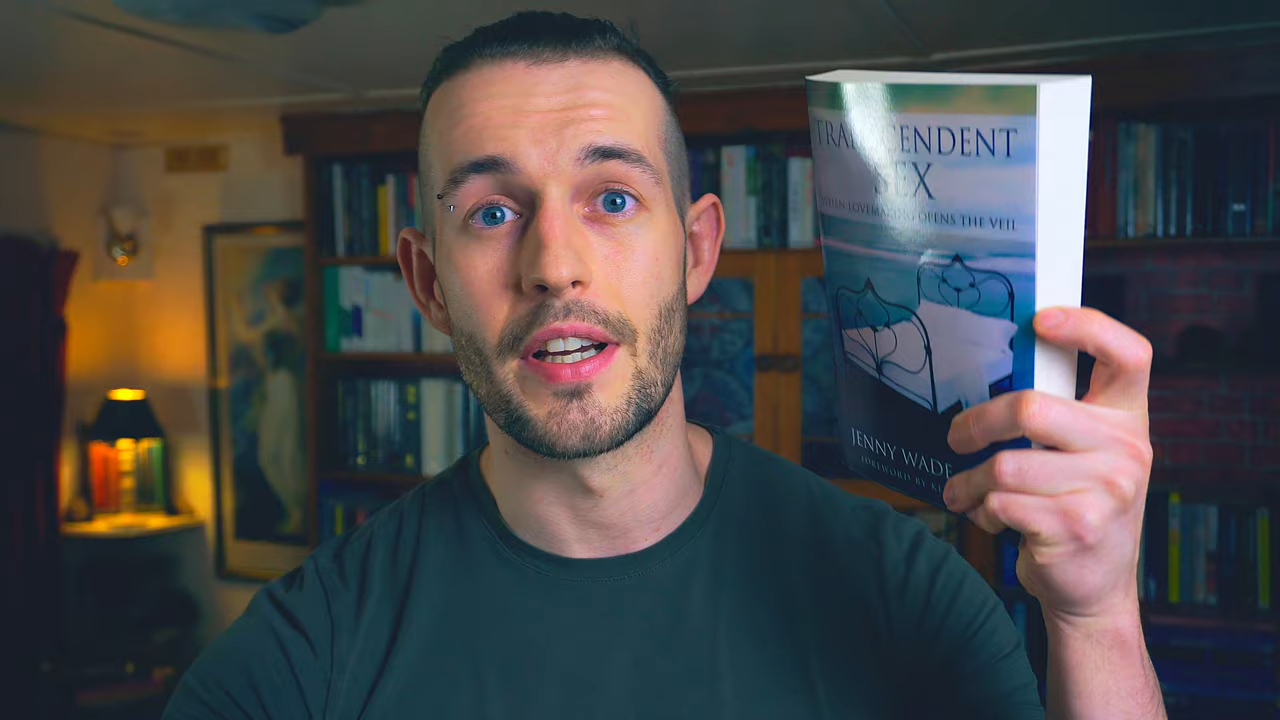 TRANSCENDENT
SEX
WHEN LOVEMAKING OPENS THE VEIL
JENNY WADE
FOREWORD BY